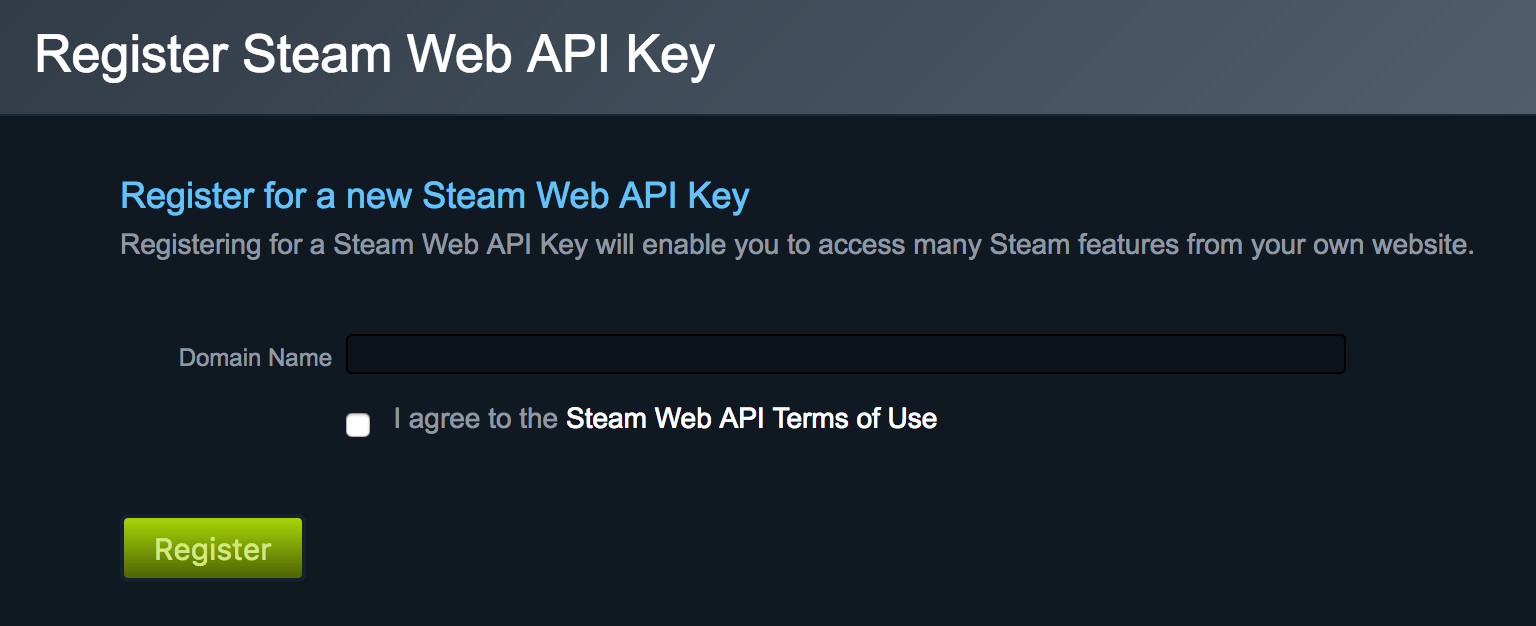 Register Steam Web API Key
Register for a new Steam Web API Key
Registering for a Steam Web API Key will enable you to access many Steam features from your own website.
Domain Name
I agree to the Steam Web API Terms of Use
Register